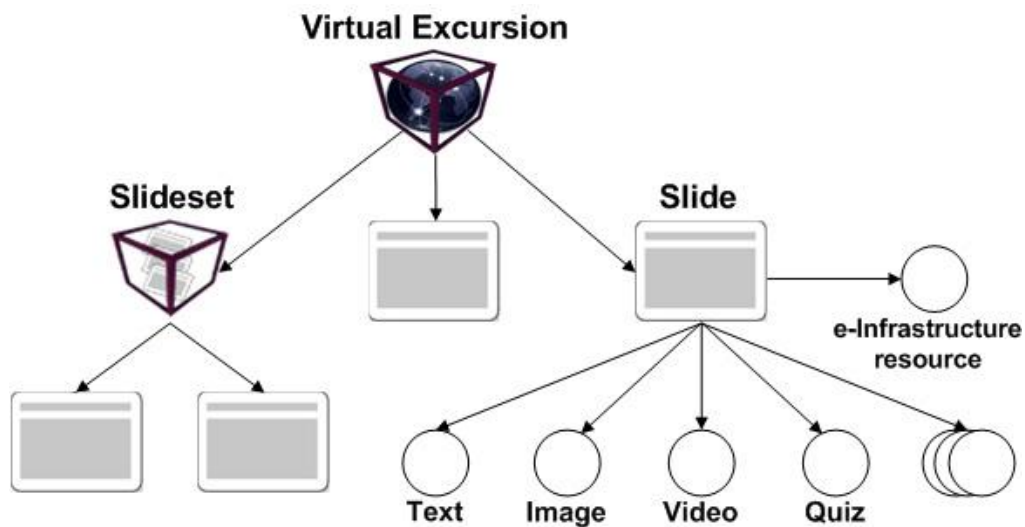 Virtual Excursion
Slideset
Slide
e-Infrastructure
resource
Text
Image
Video
Quiz